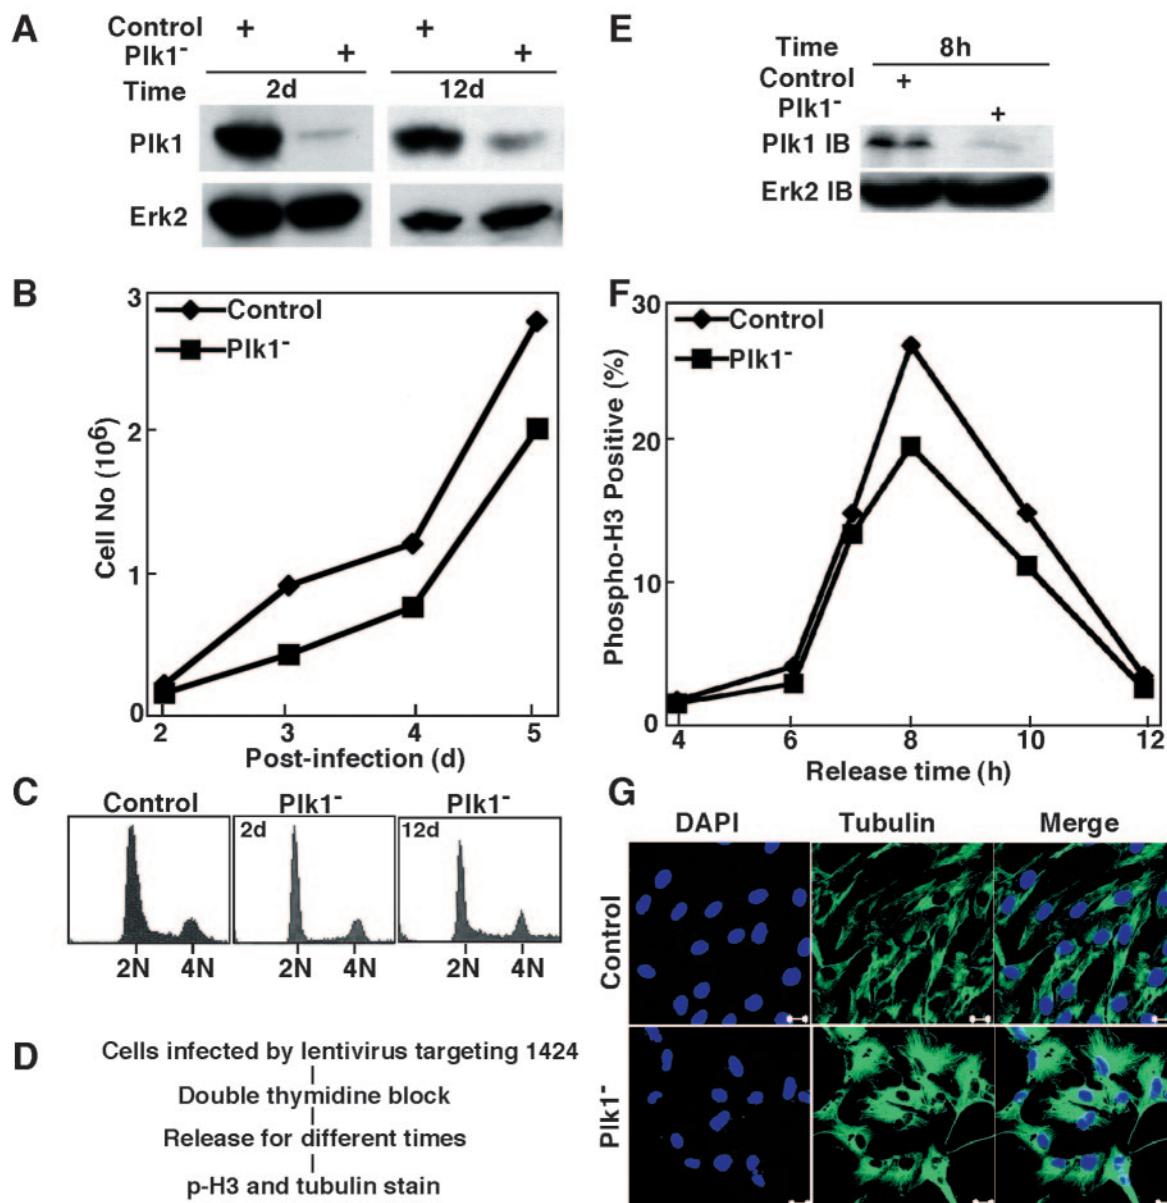 A
Control + +
Plk1- + +
Time 2d 12d
Plk1
Erk2
B
3
2
1
0
Cell No (10^6)
Control
Plk1-
2 3 4 5
Post-infection (d)
C
Control Plk1- Plk1-
2d 12d
2N 4N 2N 4N 2N 4N
D
Cells infected by lentivirus targeting 1424
Double thymidine block
Release for different times
p-H3 and tubulin stain
E
Time 8h
Control +
Plk1- +
Plk1 IB
Erk2 IB
F
30
20
10
0
Phospho-H3 Positive (%)
Control
Plk1-
4 6 8 10 12
Release time (h)
G
DAPI Tubulin Merge
Control
Plk1-